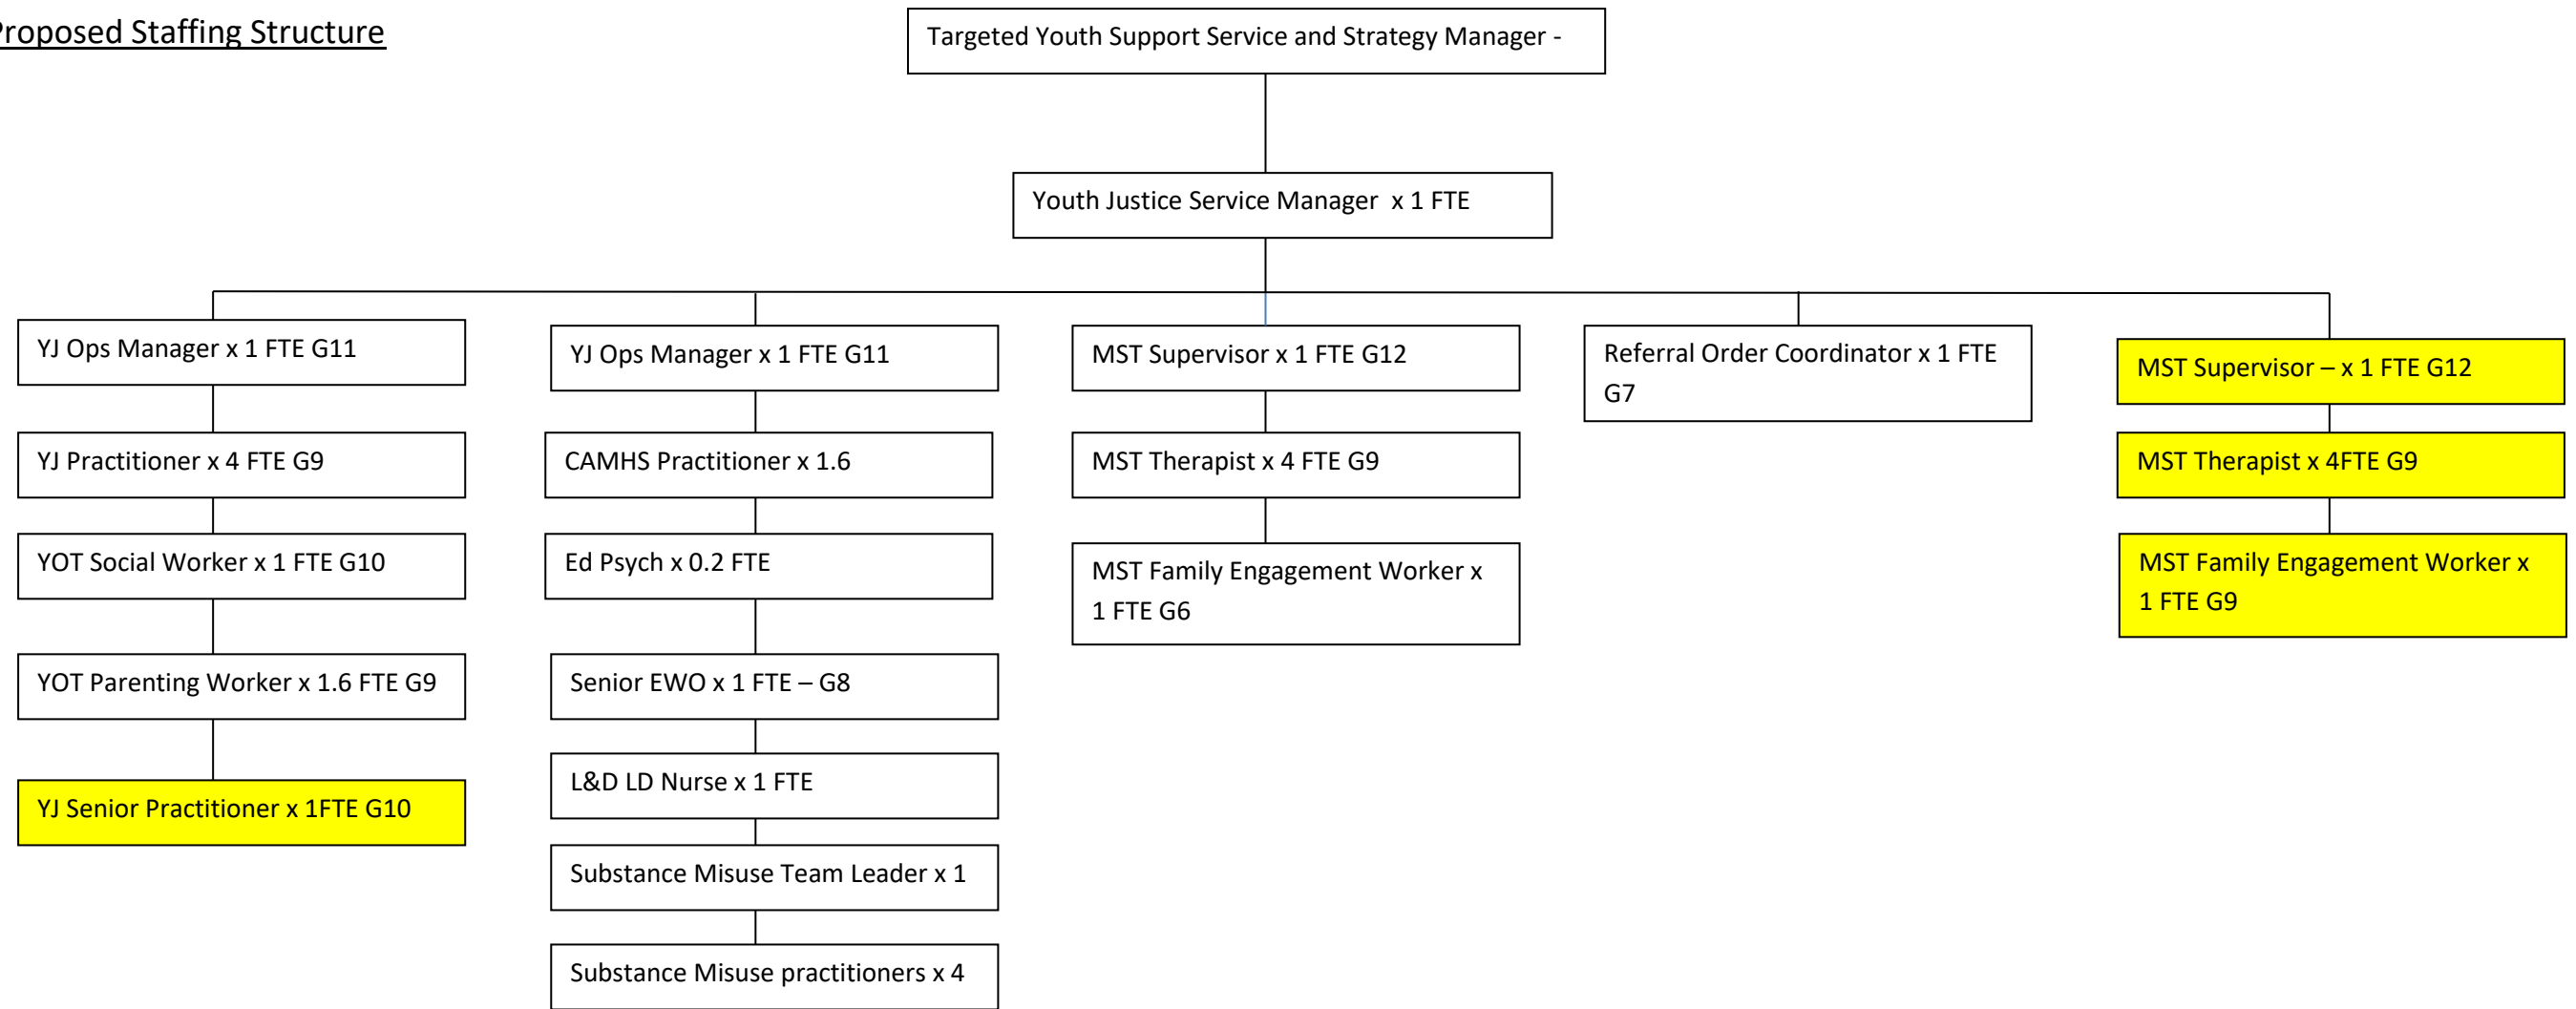 Proposed Staffing Structure
Targeted Youth Support Service and Strategy Manager -
Youth Justice Service Manager x 1 FTE
YJ Ops Manager x 1 FTE G11
YJ Practitioner x 4 FTE G9
YOT Social Worker x 1 FTE G10
YOT Parenting Worker x 1.6 FTE G9
YJ Senior Practitioner x 1FTE G10
YJ Ops Manager x 1 FTE G11
CAMHS Practitioner x 1.6
Ed Psych x 0.2 FTE
Senior EWO x 1 FTE – G8
L&D LD Nurse x 1 FTE
Substance Misuse Team Leader x 1
Substance Misuse practitioners x 4
MST Supervisor x 1 FTE G12
MST Therapist x 4 FTE G9
MST Family Engagement Worker x
1 FTE G6
Referral Order Coordinator x 1 FTE
G7
MST Supervisor – x 1 FTE G12
MST Therapist x 4FTE G9
MST Family Engagement Worker x
1 FTE G9